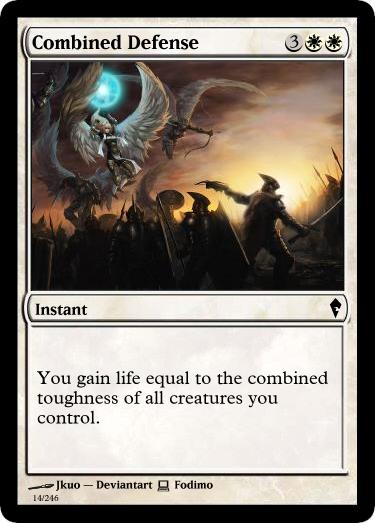 Combined Defense 3
Instant
You gain life equal to the combined
toughness of all creatures you
control.
Jkuo — Deviantart Fodimo
14/246